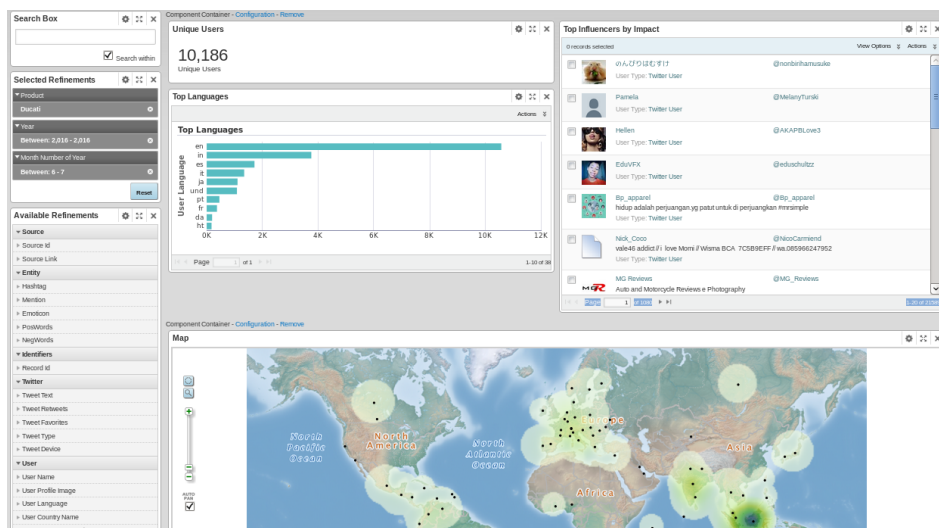 Search Box
Search within
Selected Refinements
Product
Ducati
Year
Between: 2,016 - 2,016
Month Number of Year
Between: 6 - 7
Reset
Available Refinements
Source
Source Id
Source Link
Entity
Hashtag
Mention
Emoticon
PosWords
NegWords
Identifiers
Record Id
Twitter
Tweet Text
Tweet Retweets
Tweet Favorites
Tweet Type
Tweet Device
User
User Name
User Profile Image
User Language
User Country Name
Component Container - Configuration - Remove
Unique Users
10,186
Unique Users
Top Languages
Actions
Top Languages
User Language
en
in
es
it
ja
und
pt
fr
da
ht
0K 2K 4K 6K 8K 10K 12K
Page 1 of 1
1-10 of 38
Top Influencers by Impact
0 records selected
View Options Actions
のんびりはむすけ @nonbirihamusuke
User Type: Twitter User
Pamela @MelanyTurski
User Type: Twitter User
Hellen @AKAPBLove3
User Type: Twitter User
EduVFX @eduschultzz
User Type: Twitter User
Bp_apparel @Bp_apparel
hidup adalah perjuangan,yg patut untuk di perjuangkan #mrsimple
User Type: Twitter User
Nick_Coco @NicoCarmiend
vale46 addict // i love Momi // Wisma BCA 7C5B9EFF // wa.085966247952
User Type: Twitter User
MG Reviews @MG_Reviews
Auto and Motorcycle Reviews e Photography
Page 1
Component Container - Configuration - Remove
Map
AUTO
PAN
North
Pacific
Ocean
North
America
North
Atlantic
Ocean
Europe
Africa
Asia